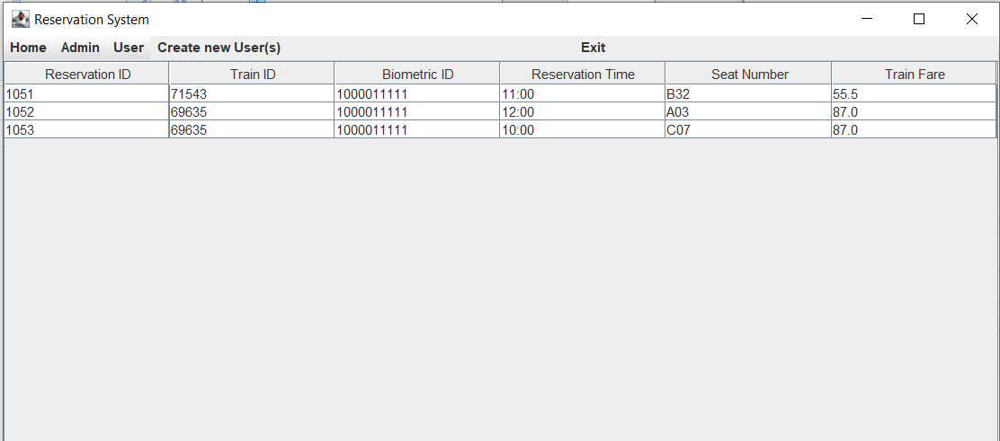 Reservation System
Home Admin User Create new User(s) Exit
Reservation ID Train ID Biometric ID Reservation Time Seat Number Train Fare
1051 71543 1000011111 11:00 B32 55.5
1052 69635 1000011111 12:00 A03 87.0
1053 69635 1000011111 10:00 C07 87.0